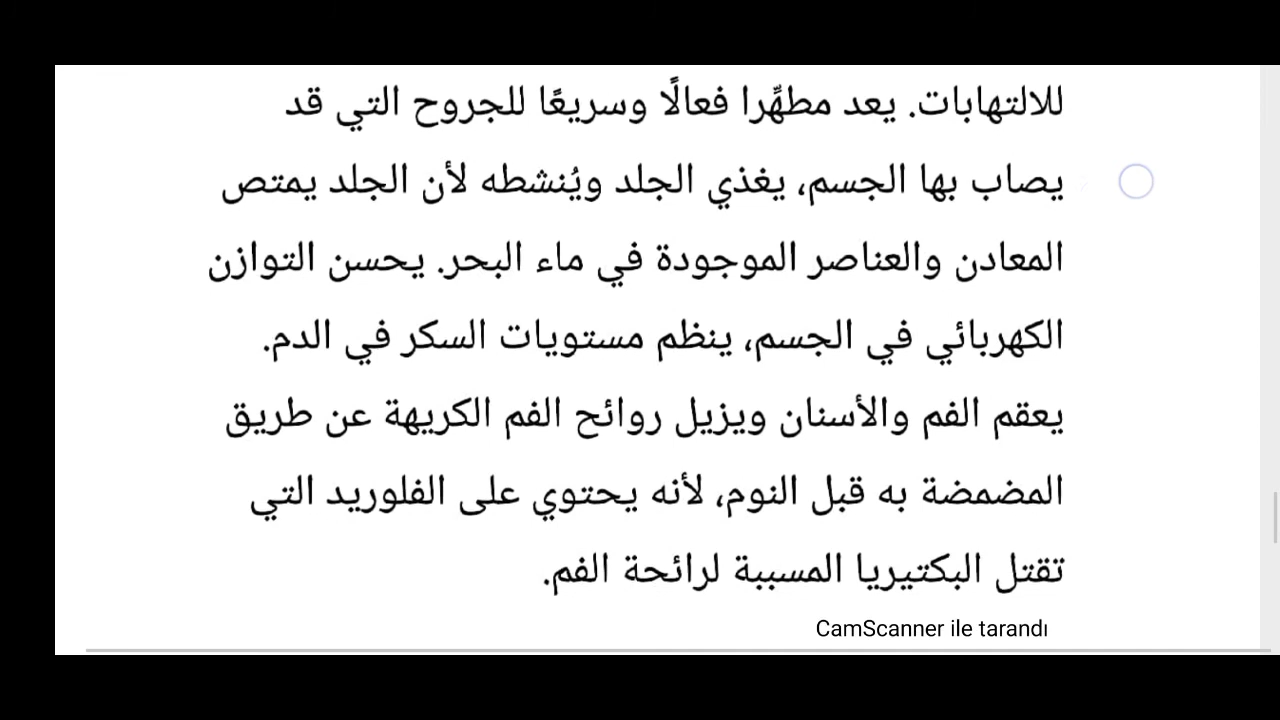 للالتهابات. يعد مطهِّرا فعالًا وسريعًا للجروح التي قد
يصاب بها الجسم، يغذي الجلد ويُنشطه لأن الجلد يمتص
المعادن والعناصر الموجودة في ماء البحر. يحسن التوازن
الكهربائي في الجسم، ينظم مستويات السكر في الدم.
يعقم الفم والأسنان ويزيل روائح الفم الكريهة عن طريق
المضمضة به قبل النوم، لأنه يحتوي على الفلوريد التي
تقتل البكتيريا المسببة لرائحة الفم.
CamScanner ile tarandı